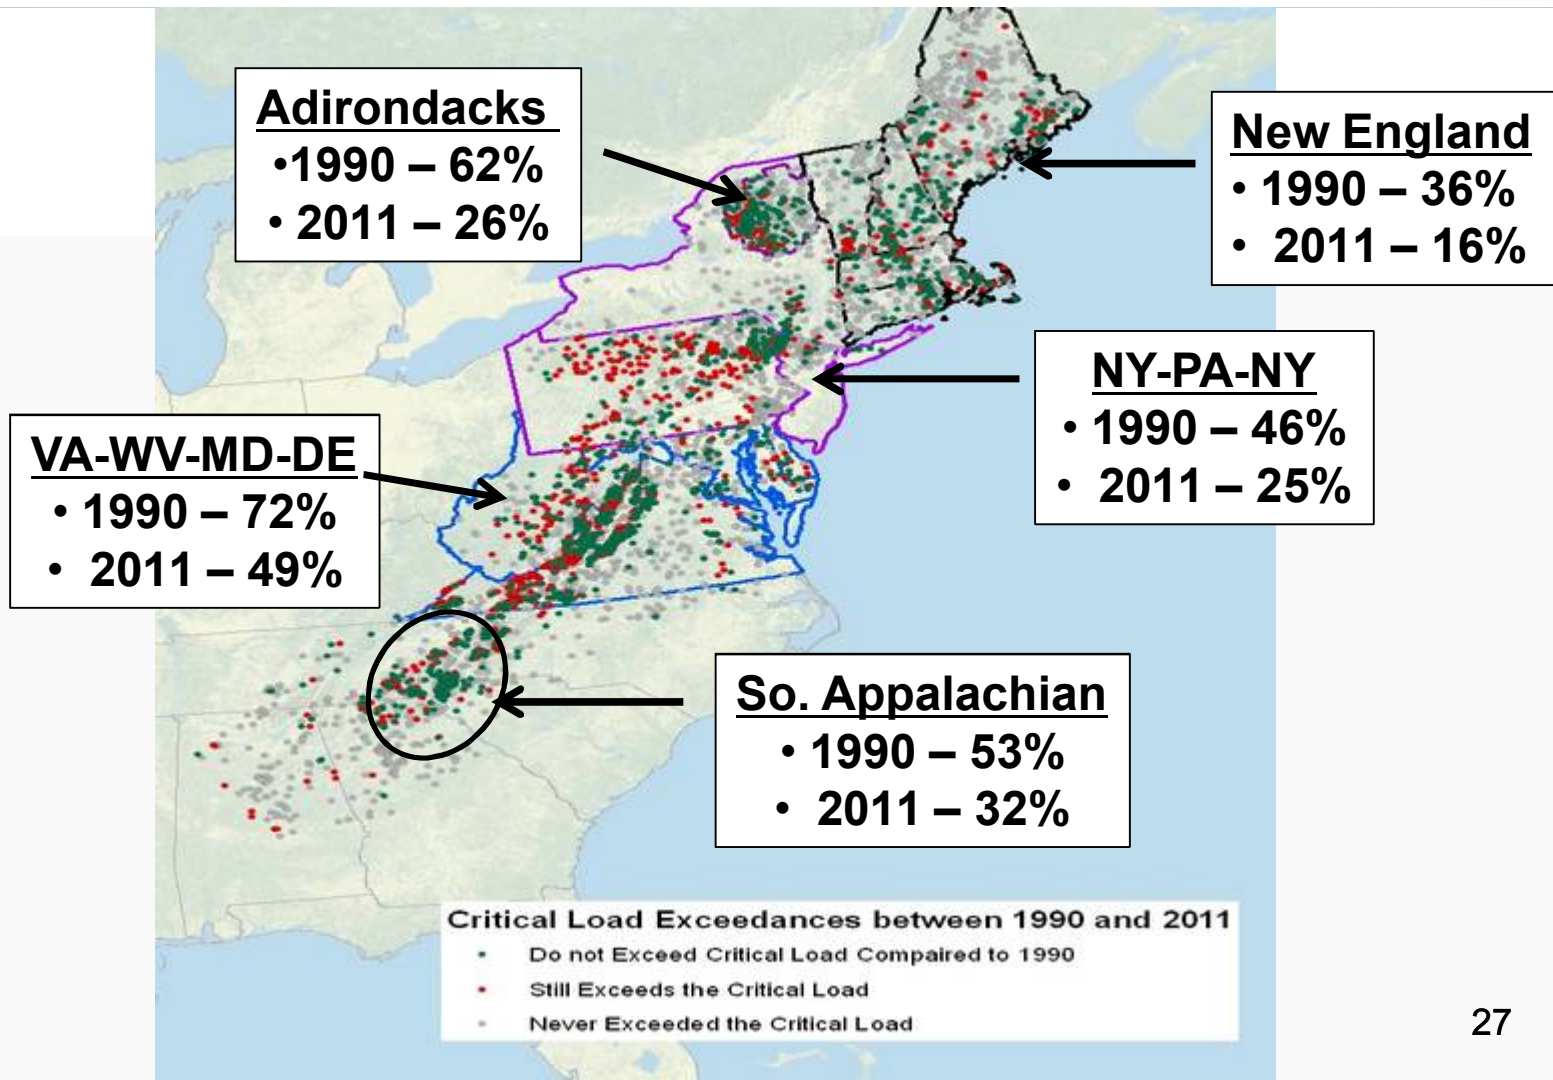 Adirondacks
•1990 – 62%
• 2011 – 26%
New England
• 1990 – 36%
• 2011 – 16%
NY-PA-NY
• 1990 – 46%
• 2011 – 25%
VA-WV-MD-DE
• 1990 – 72%
• 2011 – 49%
So. Appalachian
• 1990 – 53%
• 2011 – 32%
Critical Load Exceedances between 1990 and 2011
Do not Exceed Critical Load Compaired to 1990
Still Exceeds the Critical Load
Never Exceeded the Critical Load
27